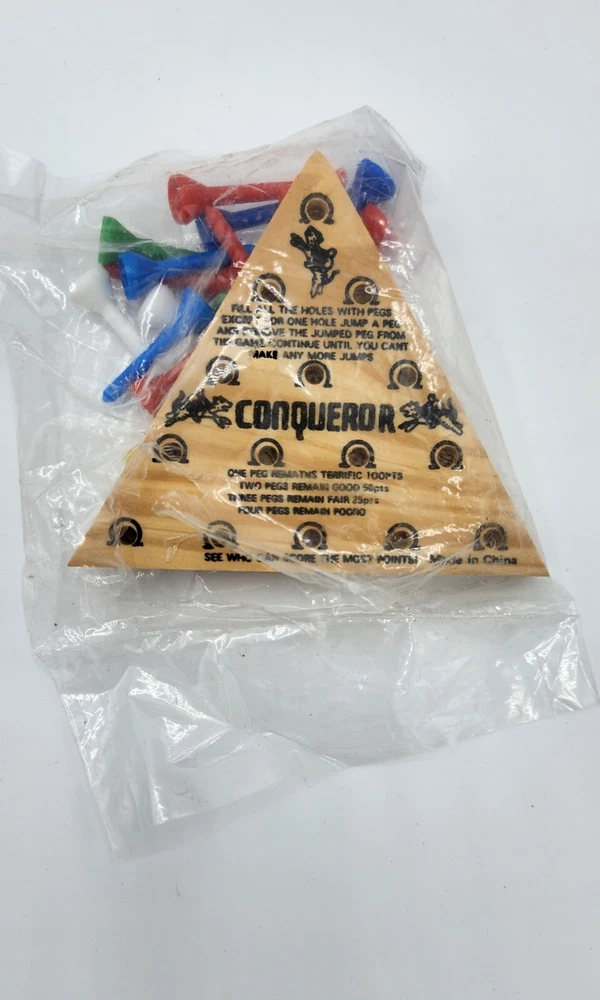 FILL ALL THE HOLES WITH PEGS
EXCEPT FOR ONE HOLE JUMP A PEG
AND REMOVE THE JUMPED PEG FROM
THE GAME CONTINUE UNTIL YOU CANT
MAKE ANY MORE JUMPS
CONQUEROR
ONE PEG REMAINS TERRIFIC 100PTS
TWO PEGS REMAIN GOOD 50pts
THREE PEGS REMAIN FAIR 25pts
FOUR PEGS REMAIN POORO
SEE WHO CAN SCORE THE MOST POINTS! Made in China